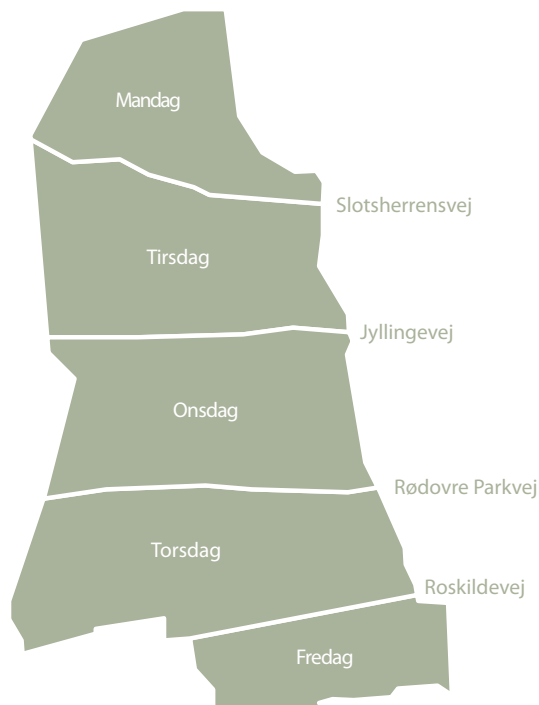 Mandag
Slotsherrensvej
Tirsdag
Jyllingevej
Onsdag
Rødovre Parkvej
Torsdag
Roskildevej
Fredag